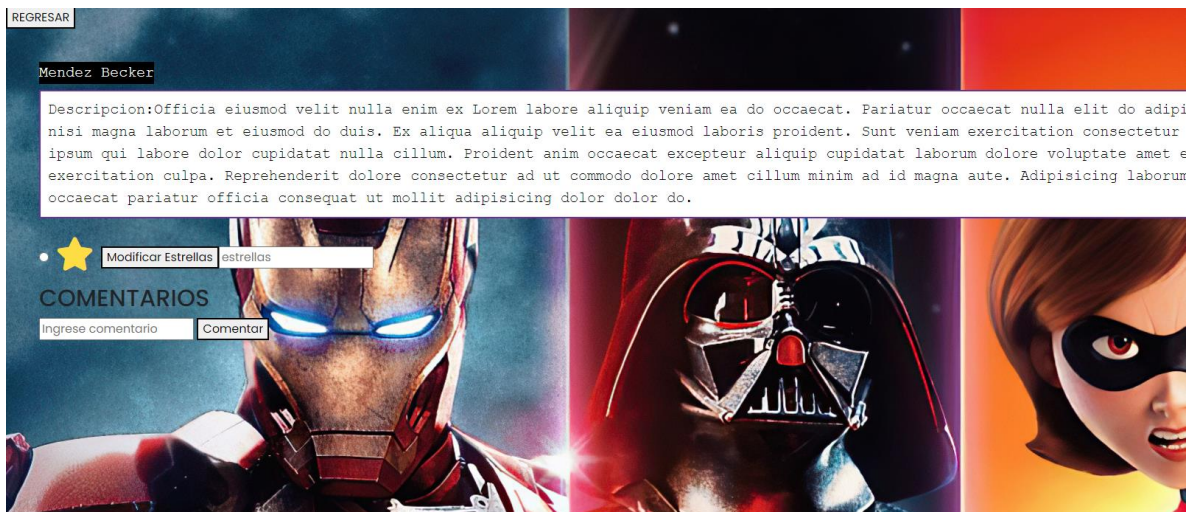 REGRESAR
Mendez Becker
Descripcion:Officia eiusmod velit nulla enim ex Lorem labore aliquip veniam ea do occaecat. Pariatur occaecat nulla elit do adipi
nisi magna laborum et eiusmod do duis. Ex aliqua aliquip velit ea eiusmod laboris proident. Sunt veniam exercitation consectetur
ipsum qui labore dolor cupidatat nulla cillum. Proident anim occaecat excepteur aliquip cupidatat laborum dolore voluptate amet e
exercitation culpa. Reprehenderit dolore consectetur ad ut commodo dolore amet cillum minim ad id magna aute. Adipisicing laborum
occaecat pariatur officia consequat ut mollit adipisicing dolor dolor do.
Modificar Estrellas estrellas
COMENTARIOS
Ingrese comentario Comentar